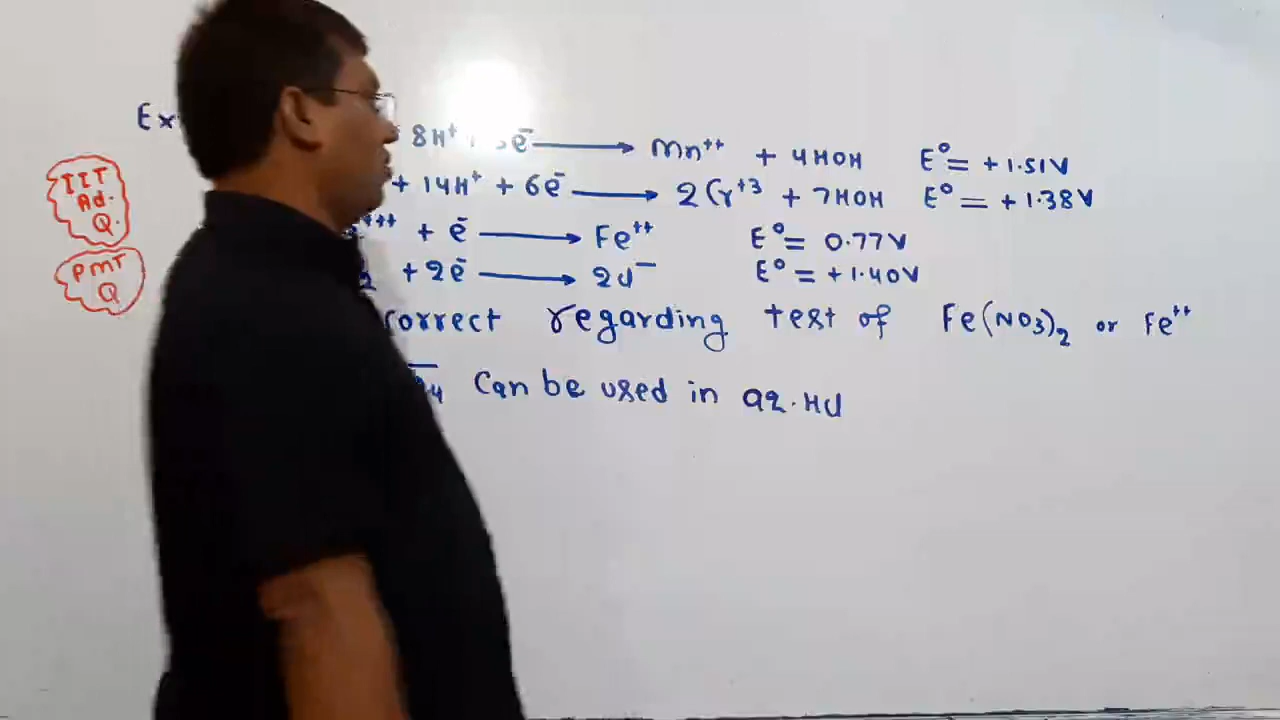 Ex
8H⁺ e⁻ ⟶ Mn⁺⁺ + 4HOH E°= +1.51V
+ 14H⁺ + 6e⁻ ⟶ 2Cr⁺³ + 7HOH E° = +1.38V
IIT
Ad.
Q.
+++ + e⁻ ⟶ Fe⁺⁺ E°= 0.77V
2 + 2e⁻ ⟶ 2Cl⁻ E° = +1.40V
PMT
Q
correct regarding test of Fe(NO3)₂ or Fe⁺⁺
4 Can be used in aq. HCl